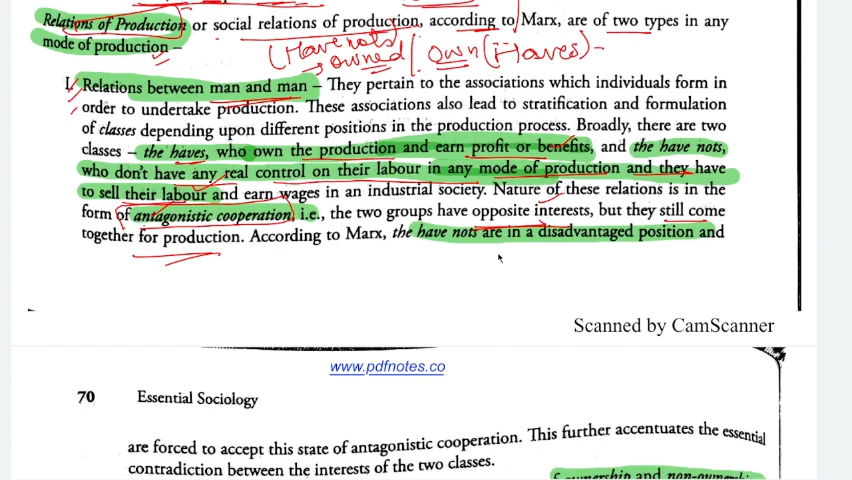 Relations of Production or social relations of production, according to Marx, are of two types in any
mode of production –
(Have nots / Own (Haves) –
→ owned
I. Relations between man and man – They pertain to the associations which individuals form in
order to undertake production. These associations also lead to stratification and formulation
of classes depending upon different positions in the production process. Broadly, there are two
classes – the haves, who own the production and earn profit or benefits, and the have nots,
who don't have any real control on their labour in any mode of production and they have
to sell their labour and earn wages in an industrial society. Nature of these relations is in the
form of antagonistic cooperation, i.e., the two groups have opposite interests, but they still come
together for production. According to Marx, the have nots are in a disadvantaged position and
Scanned by CamScanner
www.pdfnotes.co
70 Essential Sociology
are forced to accept this state of antagonistic cooperation. This further accentuates the essential
contradiction between the interests of the two classes.
ownership and non-